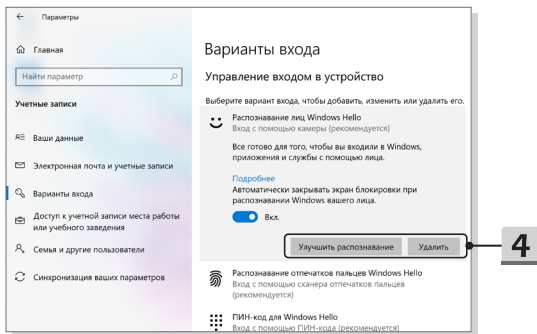 Параметры
Главная
Найти параметр
Учетные записи
Ваши данные
Электронная почта и учетные записи
Варианты входа
Доступ к учетной записи места работы
или учебного заведения
Семья и другие пользователи
Синхронизация ваших параметров
Варианты входа
Управление входом в устройство
Выберите вариант входа, чтобы добавить, изменить или удалить его.
Распознавание лиц Windows Hello
Вход с помощью камеры (рекомендуется)
Все готово для того, чтобы вы входили в Windows,
приложения и службы с помощью лица.
Подробнее
Автоматически закрывать экран блокировки при
распознавании Windows вашего лица.
Вкл.
Улучшить распознавание Удалить
4
Распознавание отпечатков пальцев Windows Hello
Вход с помощью сканера отпечатков пальцев
(рекомендуется)
ПИН-код для Windows Hello
Вход с помощью ПИН-кода (рекомендуется)